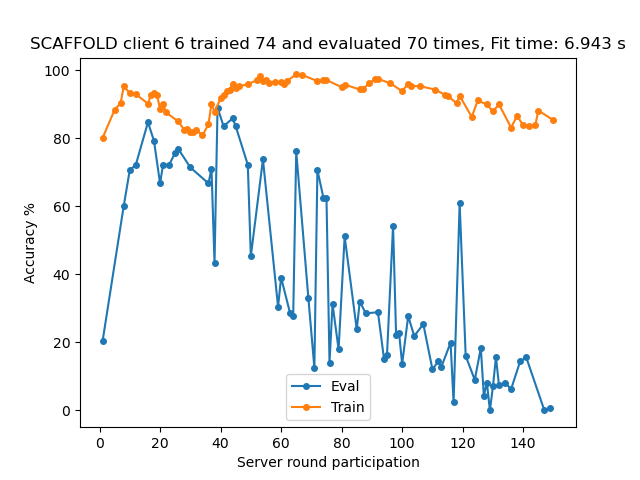 SCAFFOLD client 6 trained 74 and evaluated 70 times, Fit time: 6.943 s
100
80
60
40
20
0
Accuracy %
Eval
Train
0 20 40 60 80 100 120 140
Server round participation